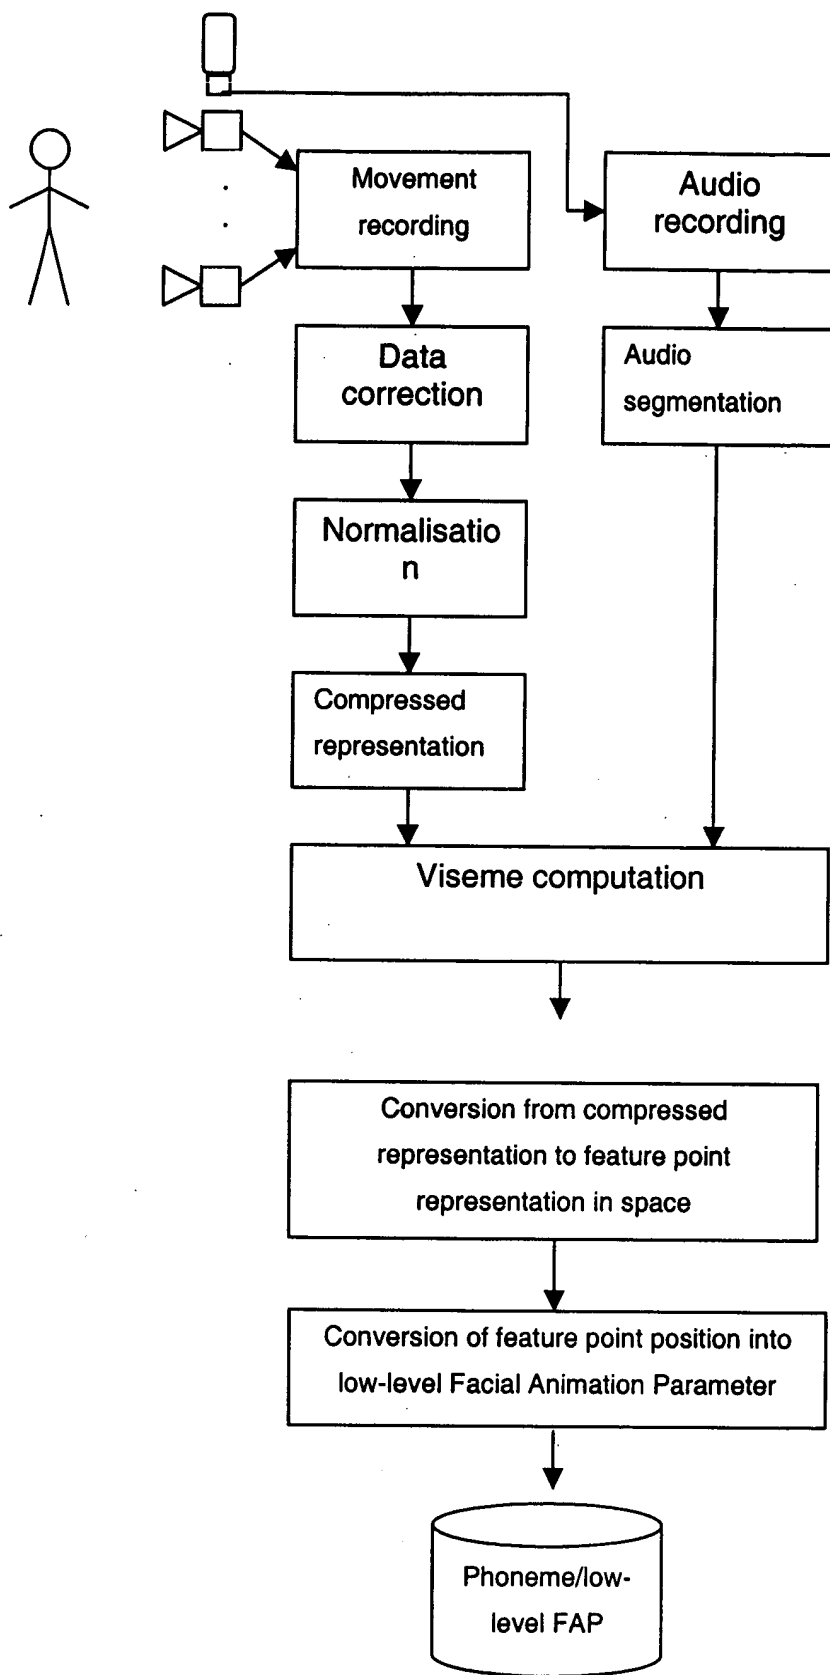 Movement
recording
Audio
recording
Data
correction
Audio
segmentation
Normalisatio
n
Compressed
representation
Viseme computation
Conversion from compressed
representation to feature point
representation in space
Conversion of feature point position into
low-level Facial Animation Parameter
Phoneme/low-
level FAP